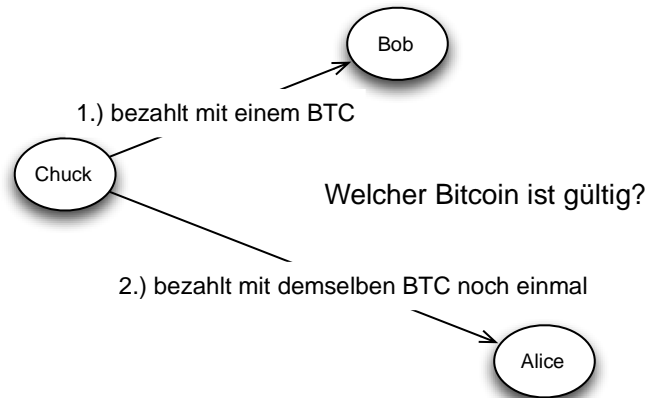 Bob
1.) bezahlt mit einem BTC
Chuck
Welcher Bitcoin ist gültig?
2.) bezahlt mit demselben BTC noch einmal
Alice